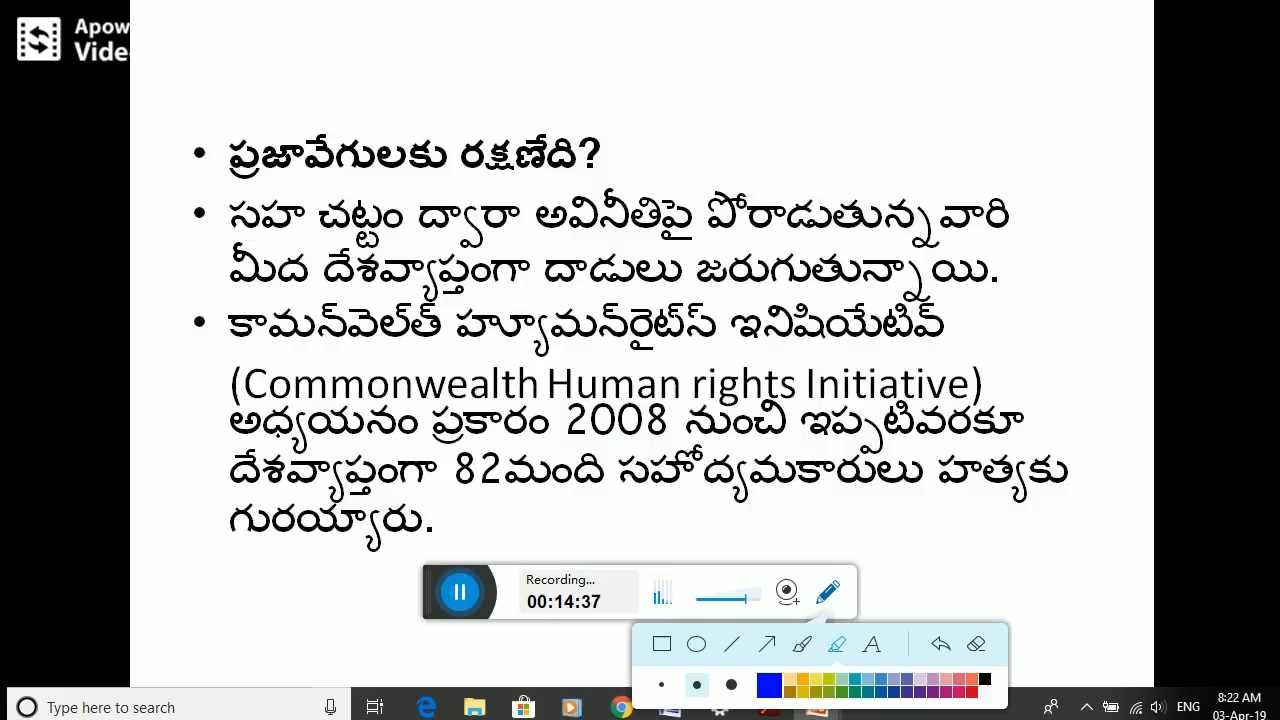 Apow
Vide
• ప్రజావేగులకు రక్షణేది?
• సహ చట్టం ద్వారా అవినీతిపై పోరాడుతున్న వారి
మీద దేశవ్యాప్తంగా దాడులు జరుగుతున్నాయి.
• కామన్‌వెల్త్ హ్యూమన్‌రైట్స్ ఇనిషియేటివ్
(Commonwealth Human rights Initiative)
అధ్యయనం ప్రకారం 2008 నుంచి ఇప్పటివరకూ
దేశవ్యాప్తంగా 82మంది సహోద్యమకారులు హత్యకు
గురయ్యారు.
Recording...
00:14:37
A
Type here to search
ENG
8:22 AM
03-Apr-19